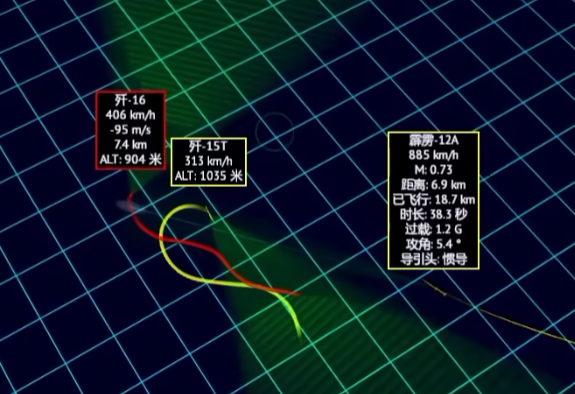 歼-16
406 km/h
-95 m/s
7.4 km
ALT: 904 米
歼-15T
313 km/h
ALT: 1035 米
霹雳-12A
885 km/h
M: 0.73
距离: 6.9 km
已飞行: 18.7 km
时长: 38.3 秒
过载: 1.2 G
攻角: 5.4 °
导引头: 惯导